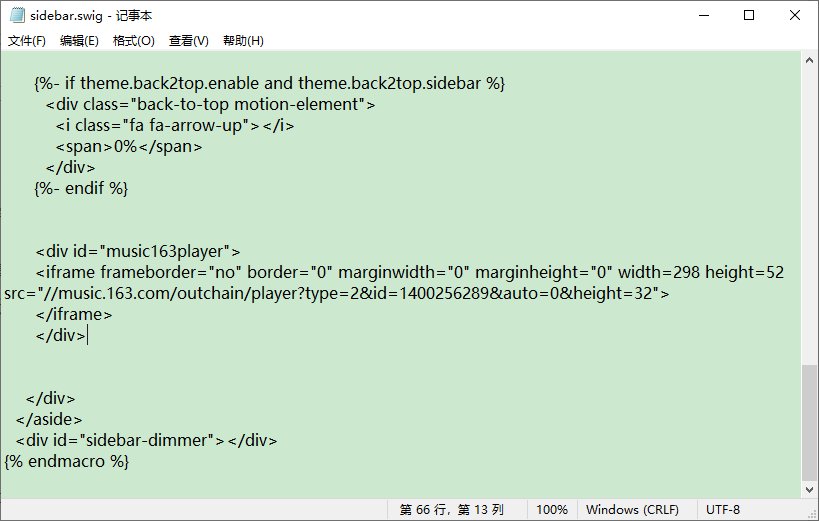 sidebar.swig - 记事本
文件(F) 编辑(E) 格式(O) 查看(V) 帮助(H)
{%- if theme.back2top.enable and theme.back2top.sidebar %}
<div class="back-to-top motion-element">
<i class="fa fa-arrow-up"></i>
<span>0%</span>
</div>
{%- endif %}
<div id="music163player">
<iframe frameborder="no" border="0" marginwidth="0" marginheight="0" width=298 height=52
src="//music.163.com/outchain/player?type=2&id=1400256289&auto=0&height=32">
</iframe>
</div>
</div>
</aside>
<div id="sidebar-dimmer"></div>
{% endmacro %}
第 66 行，第 13 列 100% Windows (CRLF) UTF-8